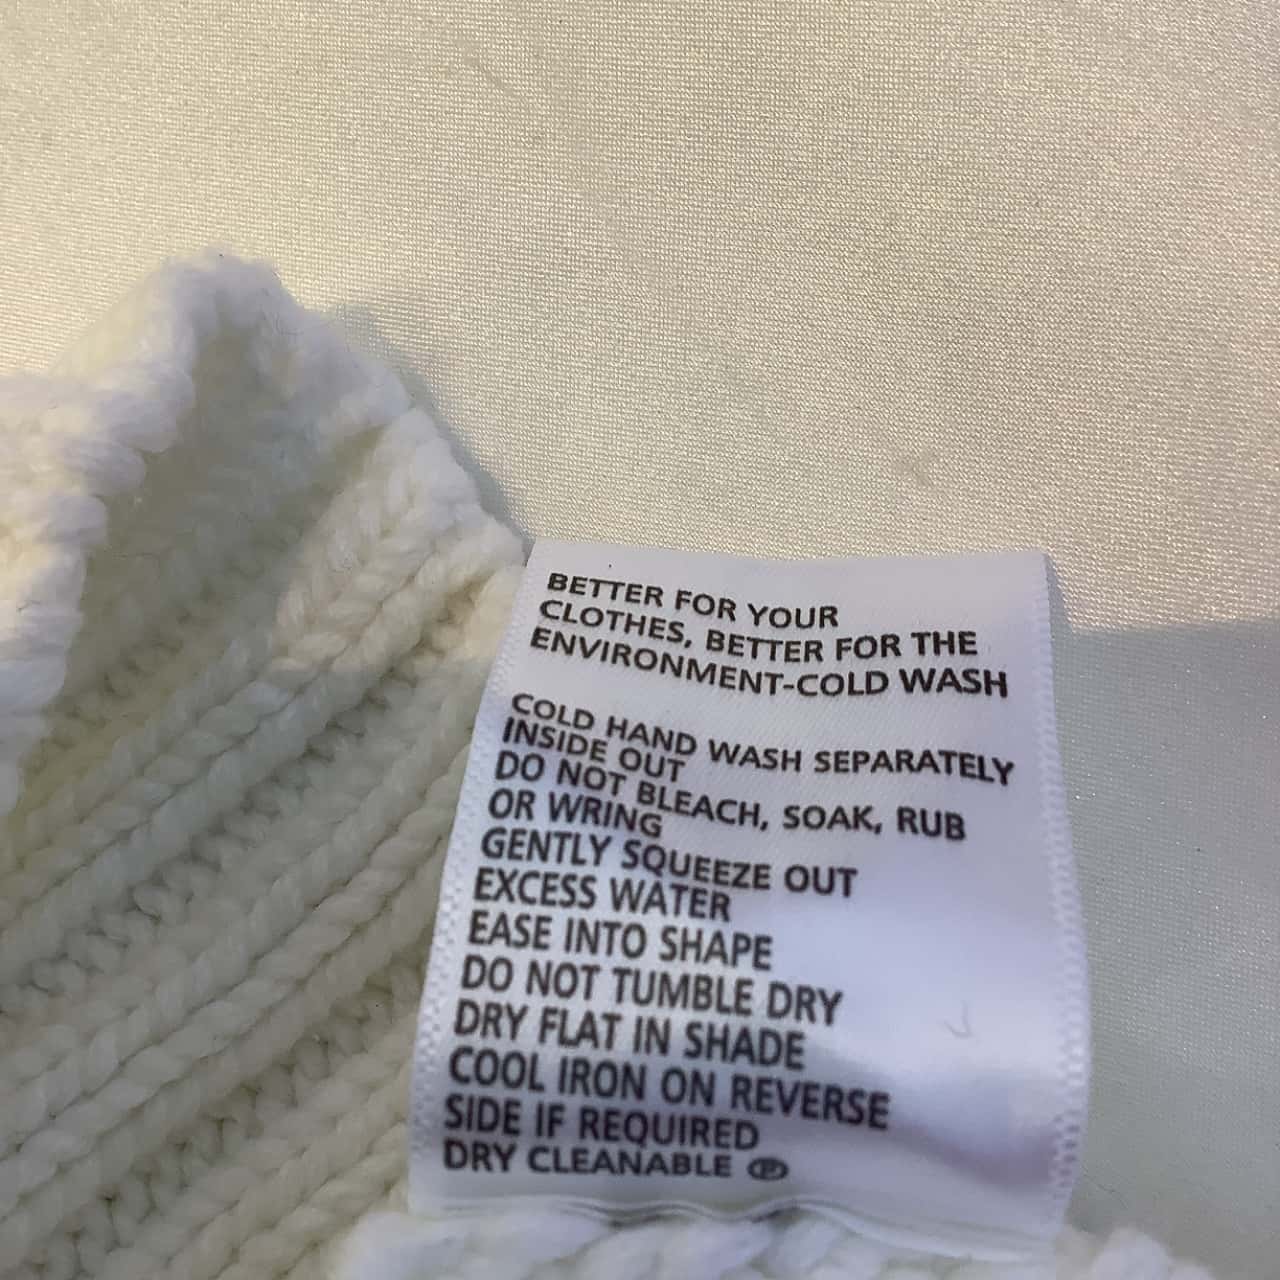 BETTER FOR YOUR
CLOTHES, BETTER FOR THE
ENVIRONMENT-COLD WASH
COLD HAND WASH SEPARATELY
INSIDE OUT
DO NOT BLEACH, SOAK, RUB
OR WRING
GENTLY SQUEEZE OUT
EXCESS WATER
EASE INTO SHAPE
DO NOT TUMBLE DRY
DRY FLAT IN SHADE
COOL IRON ON REVERSE
SIDE IF REQUIRED
DRY CLEANABLE Ⓟ